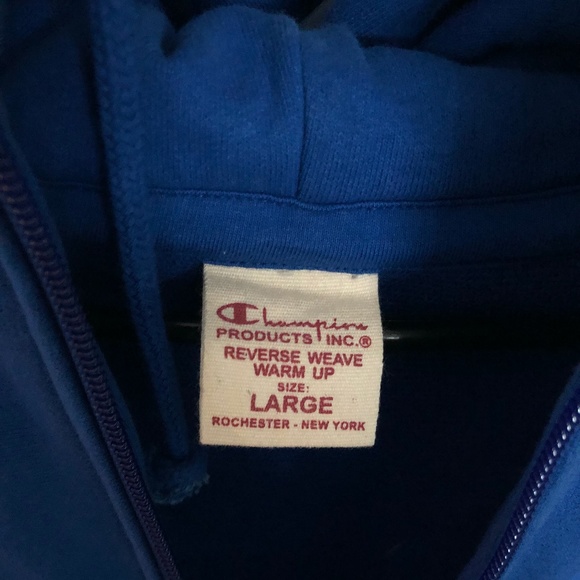 Champion
PRODUCTS INC.®
REVERSE WEAVE
WARM UP
SIZE:
LARGE
ROCHESTER - NEW YORK